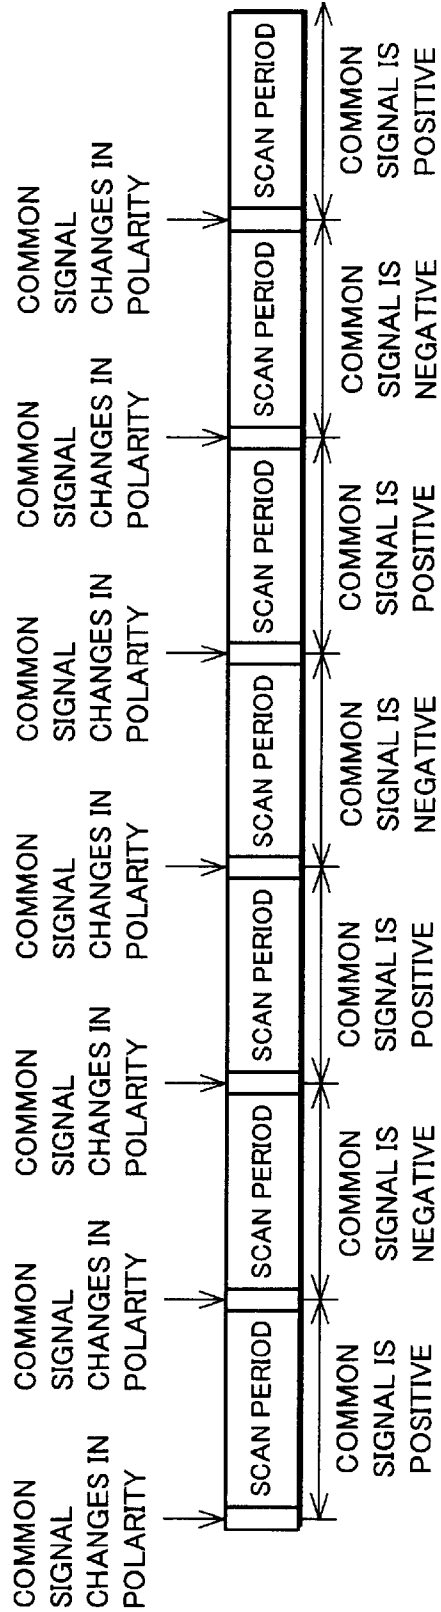 COMMON
SIGNAL
CHANGES IN
POLARITY
COMMON
SIGNAL
CHANGES IN
POLARITY
COMMON
SIGNAL
CHANGES IN
POLARITY
COMMON
SIGNAL
CHANGES IN
POLARITY
COMMON
SIGNAL
CHANGES IN
POLARITY
COMMON
SIGNAL
CHANGES IN
POLARITY
COMMON
SIGNAL
CHANGES IN
POLARITY
SCAN PERIOD
SCAN PERIOD
SCAN PERIOD
SCAN PERIOD
SCAN PERIOD
SCAN PERIOD
SCAN PERIOD
COMMON
SIGNAL IS
POSITIVE
COMMON
SIGNAL IS
NEGATIVE
COMMON
SIGNAL IS
POSITIVE
COMMON
SIGNAL IS
NEGATIVE
COMMON
SIGNAL IS
POSITIVE
COMMON
SIGNAL IS
NEGATIVE
COMMON
SIGNAL IS
POSITIVE